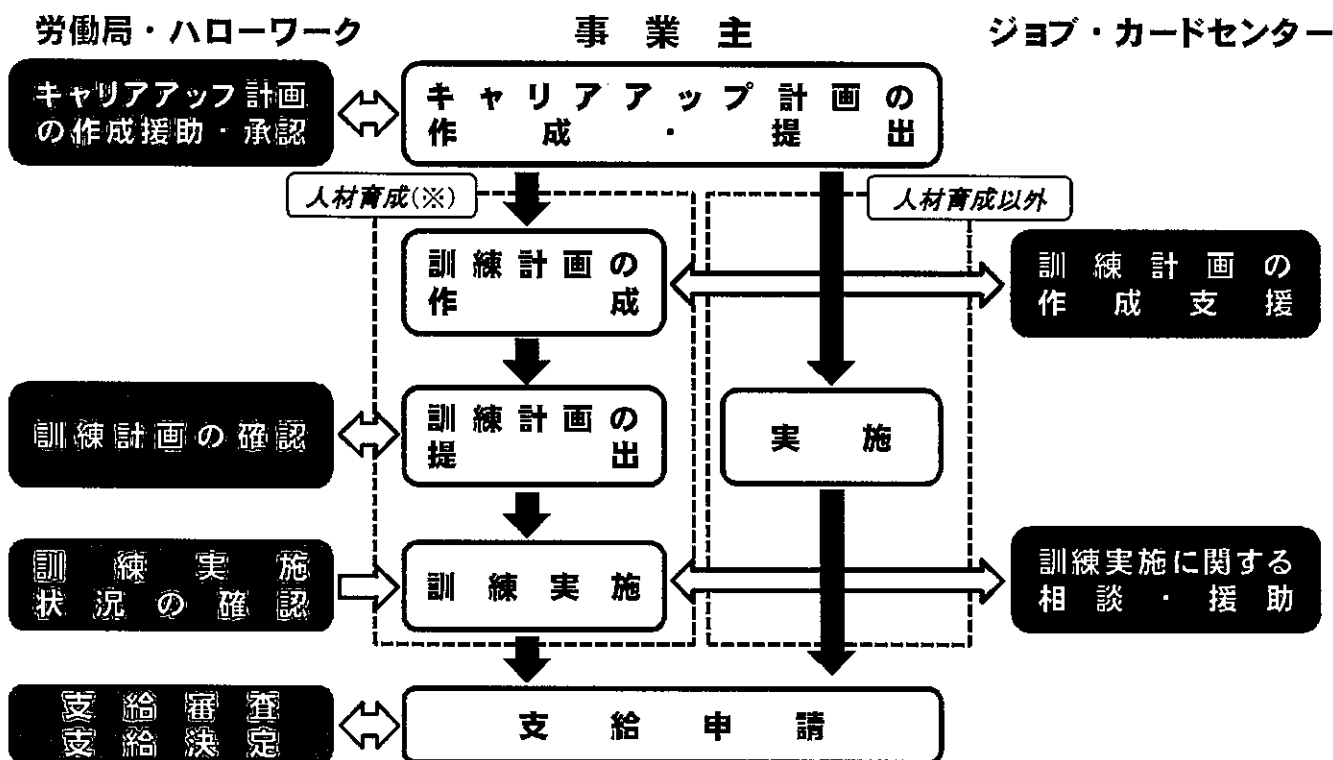 労働局・ハローワーク
事業主
ジョブ・カードセンター
キャリアアップ計画
の作成援助・承認
キャリアアップ計画の
作成・提出
人材育成(※)
人材育成以外
訓練計画の
作成
訓練計画の
作成支援
訓練計画の確認
訓練計画の
提出
実施
訓練実施
状況の確認
訓練実施
訓練実施に関する
相談・援助
支給審査
支給決定
支給申請